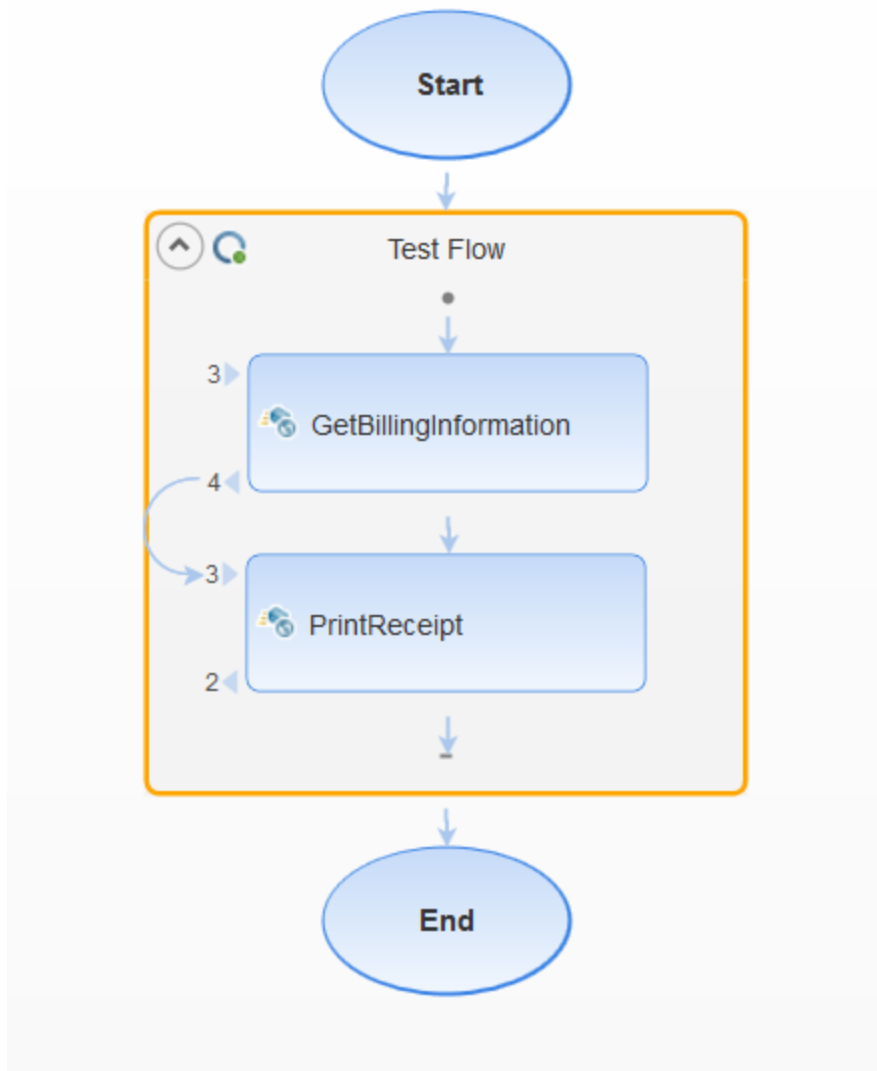 Start
Test Flow
3
GetBillingInformation
4
3
PrintReceipt
2
End